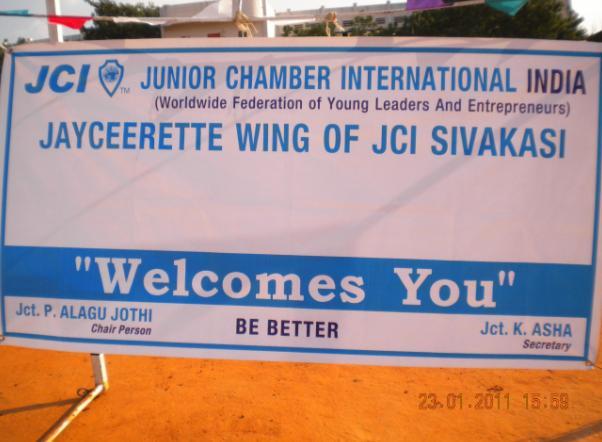 JCI TM JUNIOR CHAMBER INTERNATIONAL INDIA
(Worldwide Federation of Young Leaders And Entrepreneurs)
JAYCEERETTE WING OF JCI SIVAKASI
"Welcomes You"
Jct. P. ALAGU JOTHI
Chair Person
BE BETTER
Jct. K. ASHA
Secretary
23.01.2011 15:59